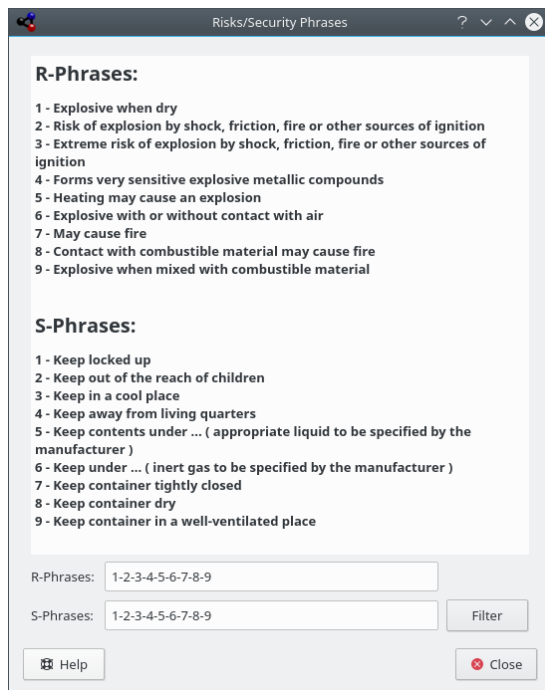 Risks/Security Phrases
R-Phrases:
1 - Explosive when dry
2 - Risk of explosion by shock, friction, fire or other sources of ignition
3 - Extreme risk of explosion by shock, friction, fire or other sources of
ignition
4 - Forms very sensitive explosive metallic compounds
5 - Heating may cause an explosion
6 - Explosive with or without contact with air
7 - May cause fire
8 - Contact with combustible material may cause fire
9 - Explosive when mixed with combustible material
S-Phrases:
1 - Keep locked up
2 - Keep out of the reach of children
3 - Keep in a cool place
4 - Keep away from living quarters
5 - Keep contents under ... ( appropriate liquid to be specified by the
manufacturer )
6 - Keep under ... ( inert gas to be specified by the manufacturer )
7 - Keep container tightly closed
8 - Keep container dry
9 - Keep container in a well-ventilated place
R-Phrases: 1-2-3-4-5-6-7-8-9
S-Phrases: 1-2-3-4-5-6-7-8-9 Filter
Help Close